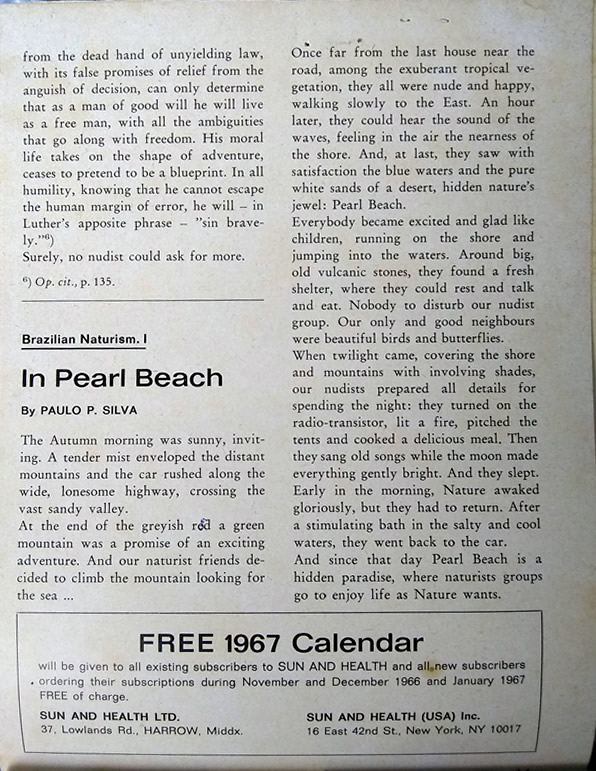 from the dead hand of unyielding law,
with its false promises of relief from the
anguish of decision, can only determine
that as a man of good will he will live
as a free man, with all the ambiguities
that go along with freedom. His moral
life takes on the shape of adventure,
ceases to pretend to be a blueprint. In all
humility, knowing that he cannot escape
the human margin of error, he will – in
Luther's apposite phrase – "sin brave-
ly."⁶)
Surely, no nudist could ask for more.
⁶) Op. cit., p. 135.
Brazilian Naturism. I
In Pearl Beach
By PAULO P. SILVA
The Autumn morning was sunny, invit-
ing. A tender mist enveloped the distant
mountains and the car rushed along the
wide, lonesome highway, crossing the
vast sandy valley.
At the end of the greyish road a green
mountain was a promise of an exciting
adventure. And our naturist friends de-
cided to climb the mountain looking for
the sea ...
Once far from the last house near the
road, among the exuberant tropical ve-
getation, they all were nude and happy,
walking slowly to the East. An hour
later, they could hear the sound of the
waves, feeling in the air the nearness of
the shore. And, at last, they saw with
satisfaction the blue waters and the pure
white sands of a desert, hidden nature's
jewel: Pearl Beach.
Everybody became excited and glad like
children, running on the shore and
jumping into the waters. Around big,
old vulcanic stones, they found a fresh
shelter, where they could rest and talk
and eat. Nobody to disturb our nudist
group. Our only and good neighbours
were beautiful birds and butterflies.
When twilight came, covering the shore
and mountains with involving shades,
our nudists prepared all details for
spending the night: they turned on the
radio-transistor, lit a fire, pitched the
tents and cooked a delicious meal. Then
they sang old songs while the moon made
everything gently bright. And they slept.
Early in the morning, Nature awaked
gloriously, but they had to return. After
a stimulating bath in the salty and cool
waters, they went back to the car.
And since that day Pearl Beach is a
hidden paradise, where naturists groups
go to enjoy life as Nature wants.
FREE 1967 Calendar
will be given to all existing subscribers to SUN AND HEALTH and all new subscribers
ordering their subscriptions during November and December 1966 and January 1967
FREE of charge.
SUN AND HEALTH LTD.
37, Lowlands Rd., HARROW, Middx.
SUN AND HEALTH (USA) Inc.
16 East 42nd St., New York, NY 10017